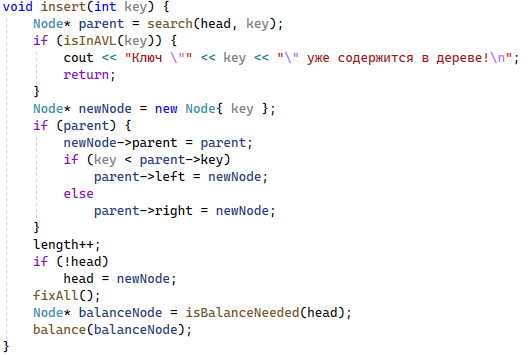 void insert(int key) {
    Node* parent = search(head, key);
    if (isInAVL(key)) {
        cout << "Ключ \"" << key << "\" уже содержится в дереве!\n";
        return;
    }
    Node* newNode = new Node{ key };
    if (parent) {
        newNode->parent = parent;
        if (key < parent->key)
            parent->left = newNode;
        else
            parent->right = newNode;
    }
    length++;
    if (!head)
        head = newNode;
    fixAll();
    Node* balanceNode = isBalanceNeeded(head);
    balance(balanceNode);
}